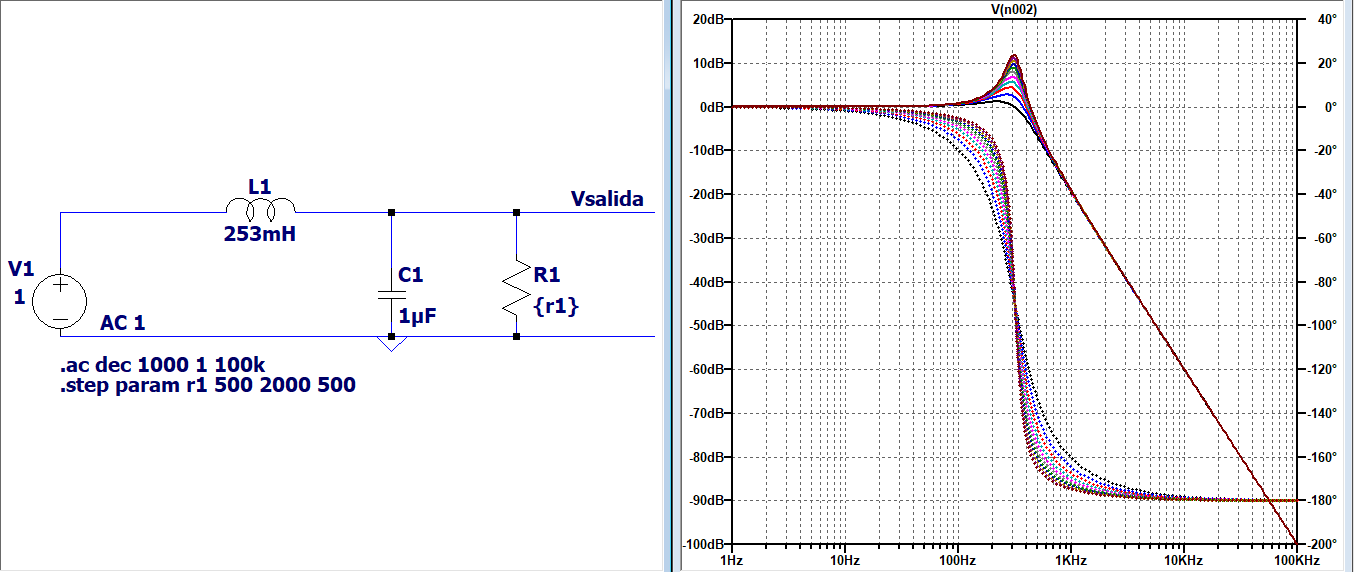 L1
253mH
Vsalida
V1
1
AC 1
C1
1µF
R1
{r1}
.ac dec 1000 1 100k
.step param r1 500 2000 500
V(n002)
20dB
10dB
0dB
-10dB
-20dB
-30dB
-40dB
-50dB
-60dB
-70dB
-80dB
-90dB
-100dB
40°
20°
0°
-20°
-40°
-60°
-80°
-100°
-120°
-140°
-160°
-180°
-200°
1Hz 10Hz 100Hz 1KHz 10KHz 100KHz